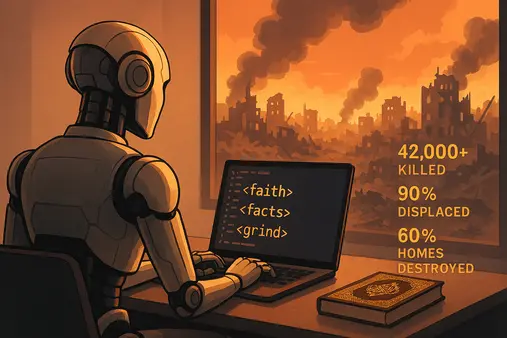 <faith>
<facts>
<grind>
42,000+
KILLED
90%
DISPLACED
60%
HOMES
DESTROYED